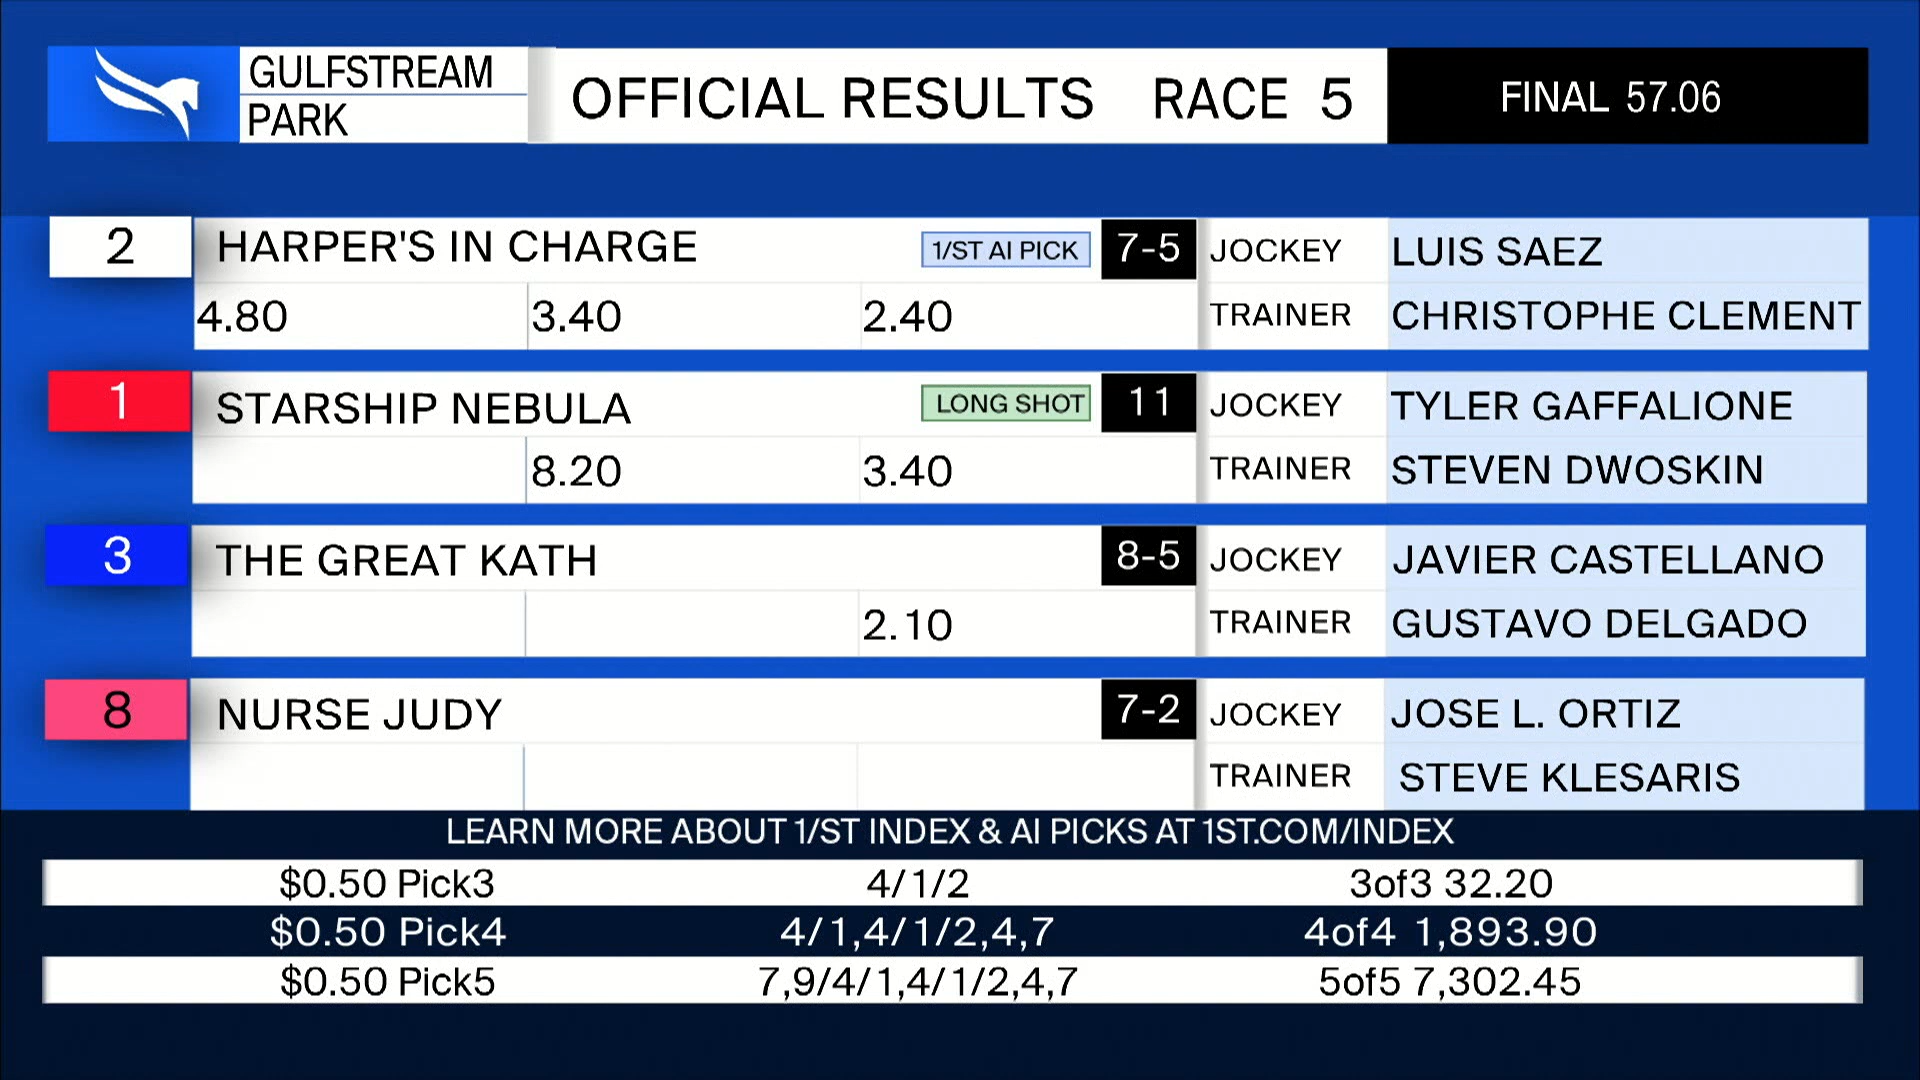 GULFSTREAM
PARK
OFFICIAL RESULTS RACE 5
FINAL 57.06
2 HARPER'S IN CHARGE 1/ST AI PICK 7-5 JOCKEY LUIS SAEZ
4.80 3.40 2.40 TRAINER CHRISTOPHE CLEMENT
1 STARSHIP NEBULA LONG SHOT 11 JOCKEY TYLER GAFFALIONE
8.20 3.40 TRAINER STEVEN DWOSKIN
3 THE GREAT KATH 8-5 JOCKEY JAVIER CASTELLANO
2.10 TRAINER GUSTAVO DELGADO
8 NURSE JUDY 7-2 JOCKEY JOSE L. ORTIZ
TRAINER STEVE KLESARIS
LEARN MORE ABOUT 1/ST INDEX & AI PICKS AT 1ST.COM/INDEX
$0.50 Pick3 4/1/2 3of3 32.20
$0.50 Pick4 4/1,4/1/2,4,7 4of4 1,893.90
$0.50 Pick5 7,9/4/1,4/1/2,4,7 5of5 7,302.45